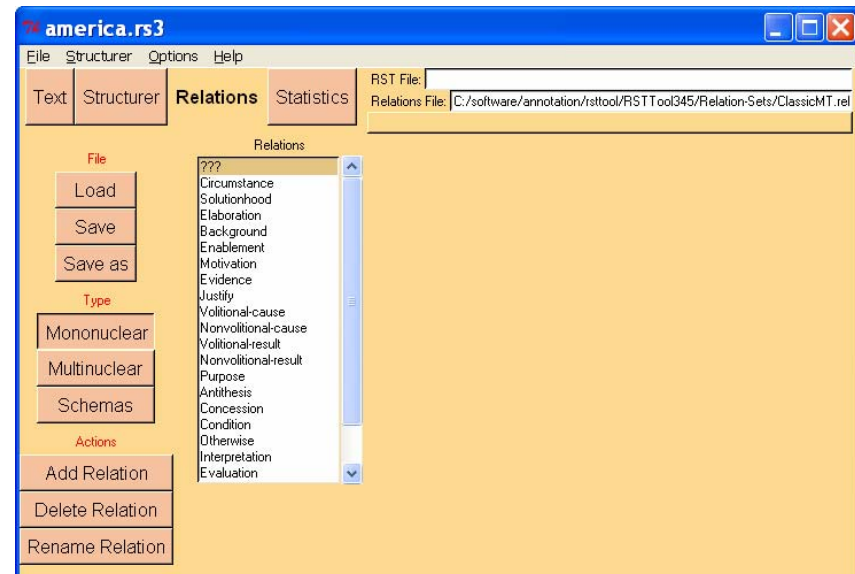 america.rs3
File Structurer Options Help
Text Structurer Relations Statistics
RST File:
Relations File: C:/software/annotation/rsttool/RSTTool345/Relation-Sets/ClassicMT.rel
File
Load
Save
Save as
Type
Mononuclear
Multinuclear
Schemas
Actions
Add Relation
Delete Relation
Rename Relation
Relations
???
Circumstance
Solutionhood
Elaboration
Background
Enablement
Motivation
Evidence
Justify
Volitional-cause
Nonvolitional-cause
Volitional-result
Nonvolitional-result
Purpose
Antithesis
Concession
Condition
Otherwise
Interpretation
Evaluation